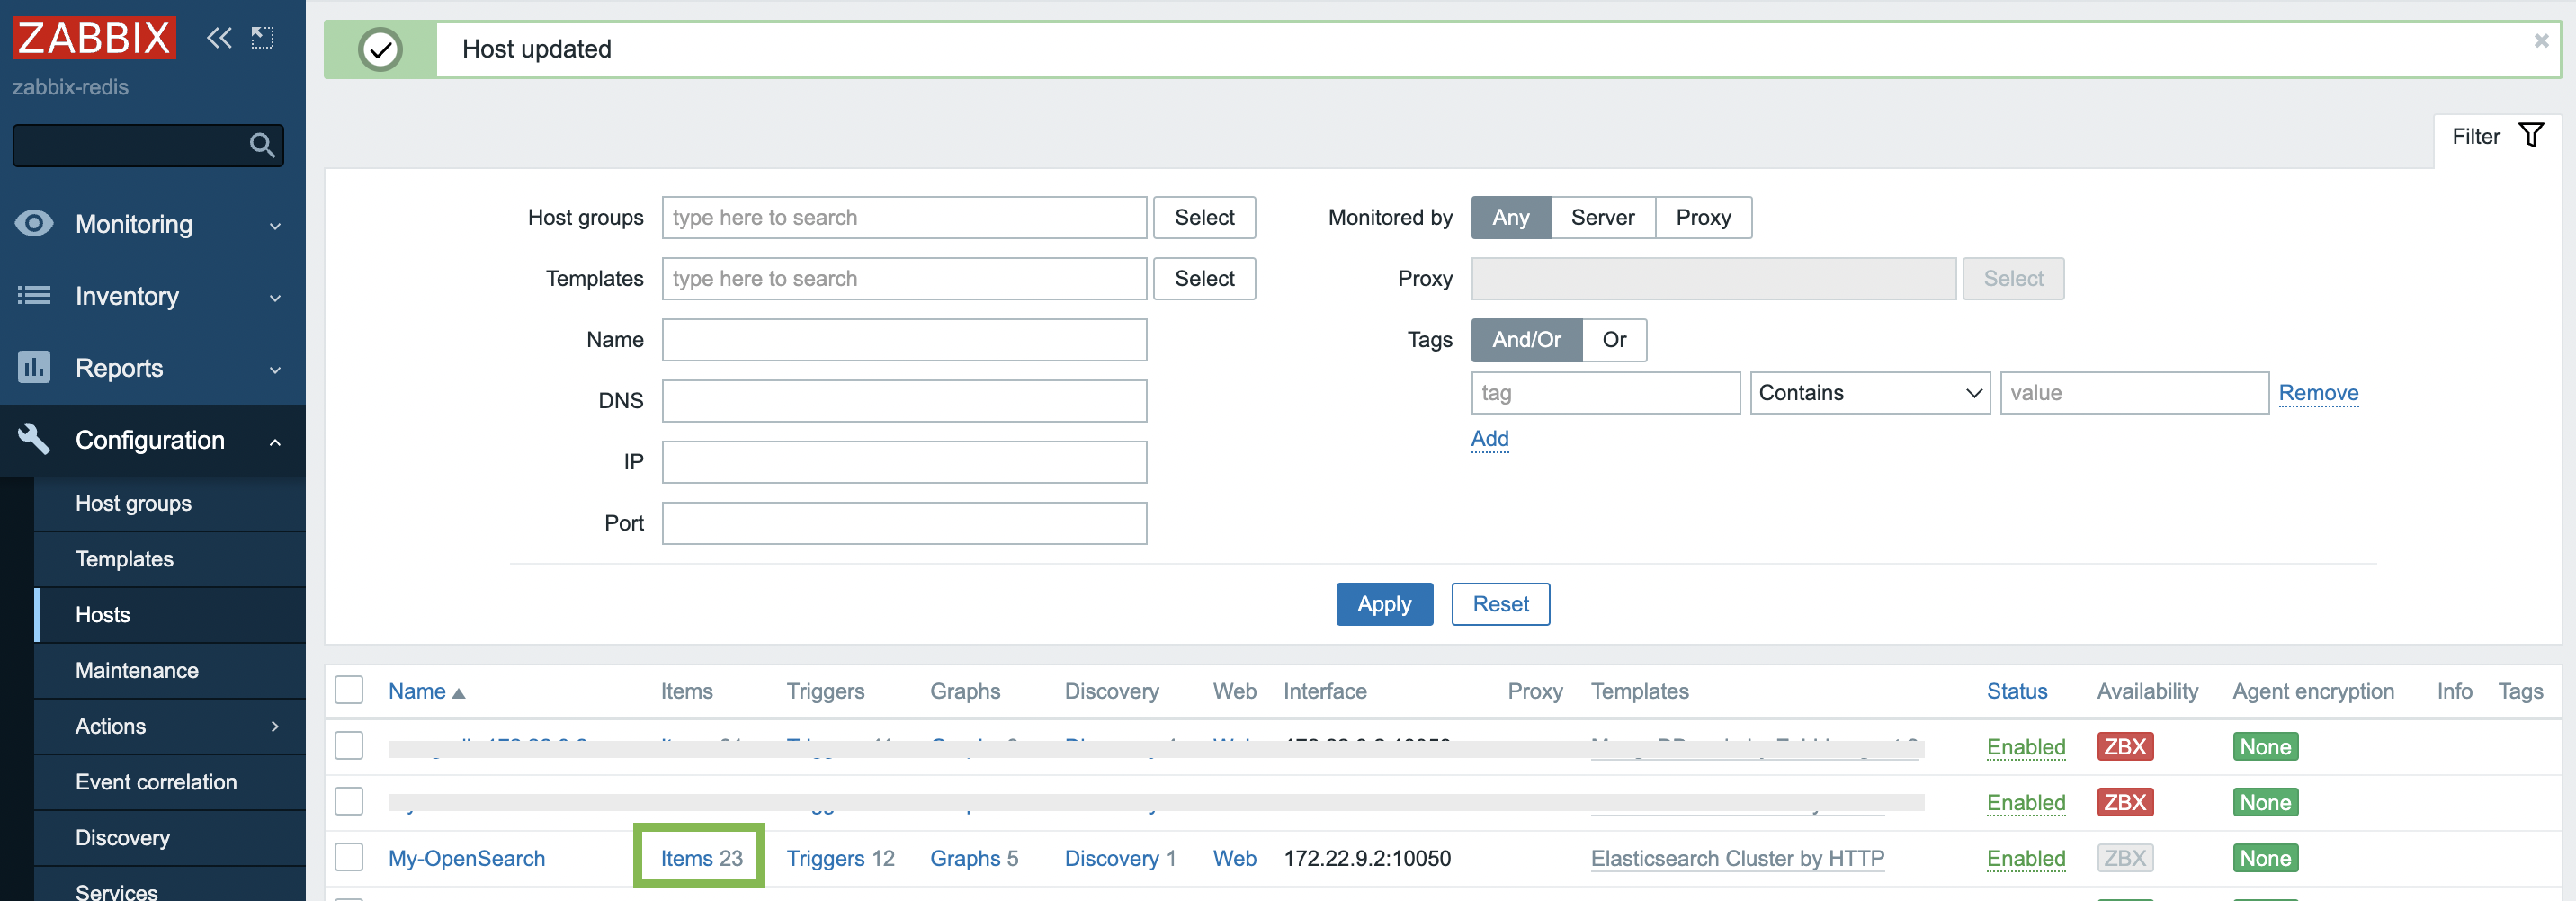 ZABBIX
zabbix-redis
Monitoring
Inventory
Reports
Configuration
Host groups
Templates
Hosts
Maintenance
Actions
Event correlation
Discovery
Services
Host updated
Filter
Host groups type here to search Select
Templates type here to search Select
Name
DNS
IP
Port
Monitored by Any Server Proxy
Proxy Select
Tags And/Or Or
tag Contains value Remove
Add
Apply Reset
Name Items Triggers Graphs Discovery Web Interface Proxy Templates Status Availability Agent encryption Info Tags
Enabled ZBX None
Enabled ZBX None
My-OpenSearch Items 23 Triggers 12 Graphs 5 Discovery 1 Web 172.22.9.2:10050 Elasticsearch Cluster by HTTP Enabled ZBX None